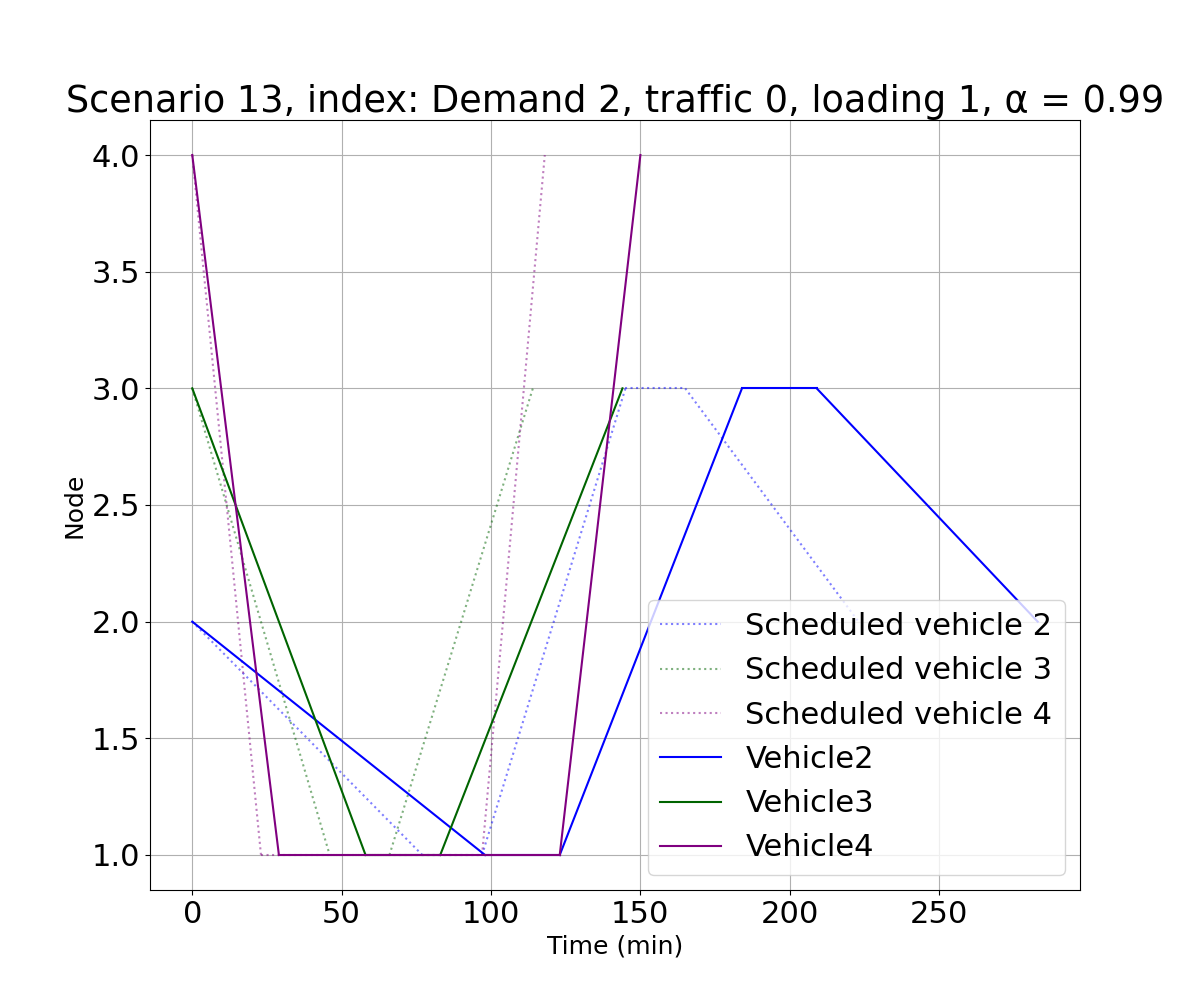 Scenario 13, index: Demand 2, traffic 0, loading 1, α = 0.99
4.0
3.5
3.0
2.5
2.0
1.5
1.0
Node
0 50 100 150 200 250
Time (min)
Scheduled vehicle 2
Scheduled vehicle 3
Scheduled vehicle 4
Vehicle2
Vehicle3
Vehicle4